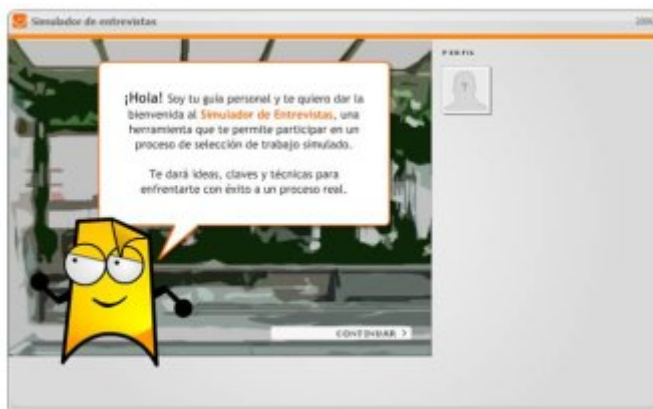 Simulador de entrevistas
PERFIL
?
¡Hola! Soy tu guía personal y te quiero dar la
bienvenida al Simulador de Entrevistas, una
herramienta que te permite participar en un
proceso de selección de trabajo simulado.
Te dará ideas, claves y técnicas para
enfrentarte con éxito a un proceso real.
CONTINUAR >